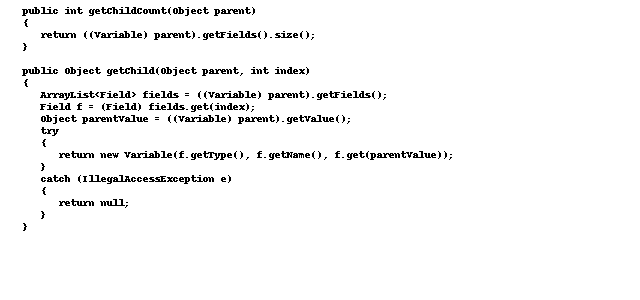 public int getChildCount(Object parent)
{
   return ((Variable) parent).getFields().size();
}

public Object getChild(Object parent, int index)
{
   ArrayList<Field> fields = ((Variable) parent).getFields();
   Field f = (Field) fields.get(index);
   Object parentValue = ((Variable) parent).getValue();
   try
   {
      return new Variable(f.getType(), f.getName(), f.get(parentValue));
   }
   catch (IllegalAccessException e)
   {
      return null;
   }
}